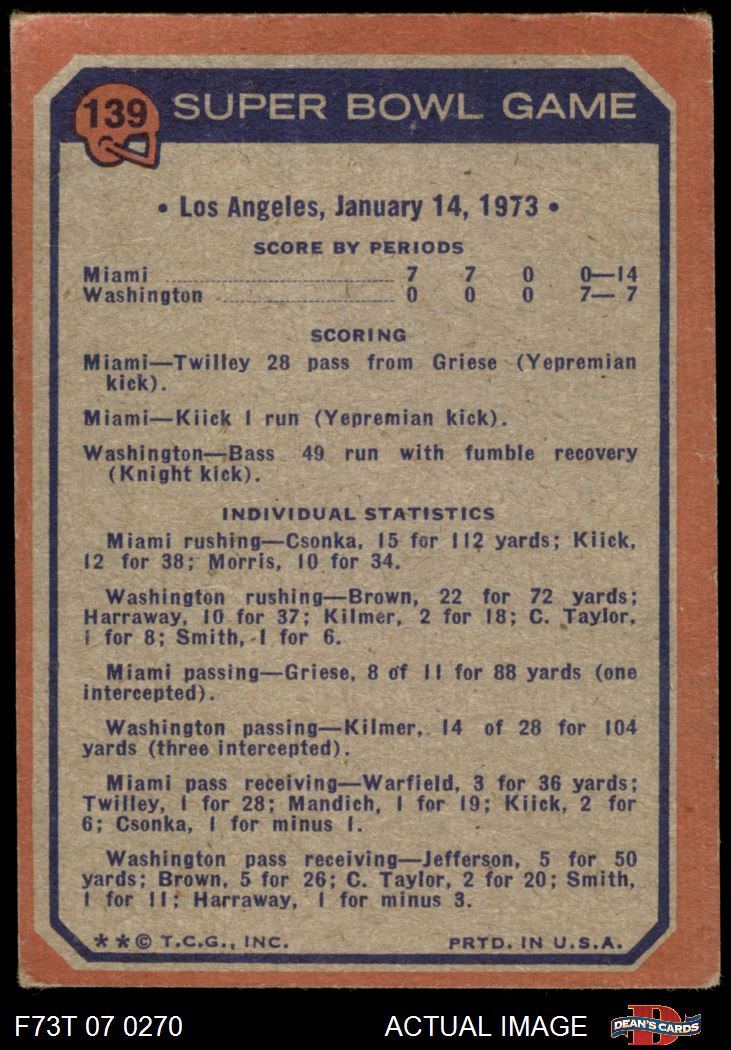 139 SUPER BOWL GAME
• Los Angeles, January 14, 1973 •
SCORE BY PERIODS
Miami ........ 7 7 0 0—14
Washington ........ 0 0 0 7— 7
SCORING
Miami—Twilley 28 pass from Griese (Yepremian
kick).
Miami—Kiick 1 run (Yepremian kick).
Washington—Bass 49 run with fumble recovery
(Knight kick).
INDIVIDUAL STATISTICS
Miami rushing—Csonka, 15 for 112 yards; Kiick,
12 for 38; Morris, 10 for 34.
Washington rushing—Brown, 22 for 72 yards;
Harraway, 10 for 37; Kilmer, 2 for 18; C. Taylor,
1 for 8; Smith, 1 for 6.
Miami passing—Griese, 8 of 11 for 88 yards (one
intercepted).
Washington passing—Kilmer, 14 of 28 for 104
yards (three intercepted).
Miami pass receiving—Warfield, 3 for 36 yards;
Twilley, 1 for 28; Mandich, 1 for 19; Kiick, 2 for
6; Csonka, 1 for minus 1.
Washington pass receiving—Jefferson, 5 for 50
yards; Brown, 5 for 26; C. Taylor, 2 for 20; Smith,
1 for 11; Harraway, 1 for minus 3.
**© T.C.G., INC. PRTD. IN U.S.A.
F73T 07 0270 ACTUAL IMAGE D DEAN'S CARDS